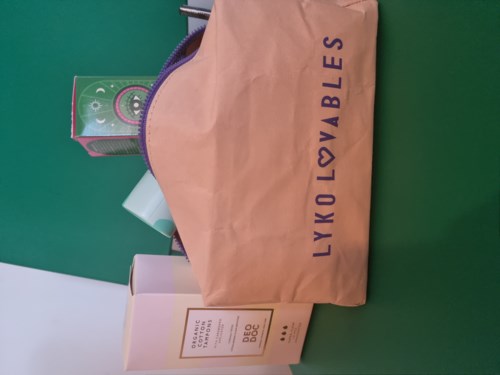 LYKO LOVABLES
ORGANIC
COTTON
TAMPONS
DEO
DOC